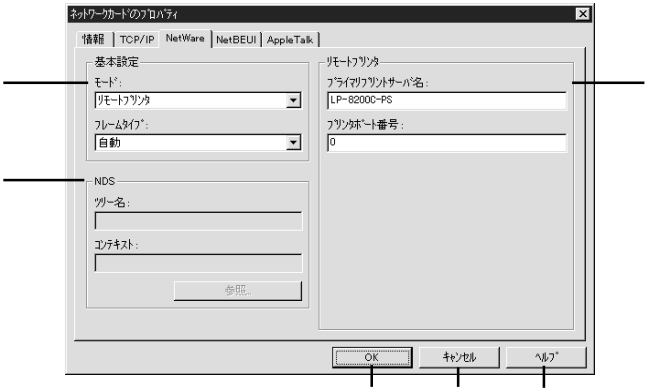 ﾈｯﾄﾜｰｸｶｰﾄﾞのﾌﾟﾛﾊﾟﾃｨ
情報 TCP/IP NetWare NetBEUI AppleTalk
基本設定
ﾓｰﾄﾞ:
ﾘﾓｰﾄﾌﾟﾘﾝﾀ
ﾌﾚｰﾑﾀｲﾌﾟ:
自動
NDS
ﾂﾘｰ名:
ｺﾝﾃｷｽﾄ:
参照...
ﾘﾓｰﾄﾌﾟﾘﾝﾀ
ﾌﾟﾗｲﾏﾘﾌﾟﾘﾝﾄｻｰﾊﾞ名:
LP-8200C-PS
ﾌﾟﾘﾝﾀﾎﾟｰﾄ番号:
0
OK ｷｬﾝｾﾙ ﾍﾙﾌﾟ